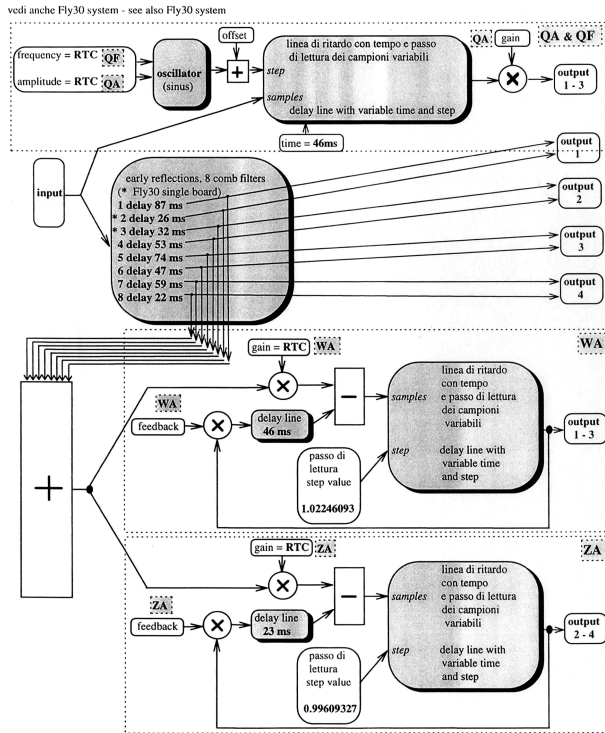 vedi anche Fly30 system - see also Fly30 system
offset
frequency = RTC QF
amplitude = RTC QA
oscillator
(sinus)
+
step
samples
linea di ritardo con tempo e passo
di lettura dei campioni variabili
delay line with variable time and step
time = 46ms
QA gain
×
QA & QF
output
1 - 3
input
early reflections, 8 comb filters
(* Fly30 single board)
1 delay 87 ms
* 2 delay 26 ms
* 3 delay 32 ms
4 delay 53 ms
5 delay 74 ms
6 delay 47 ms
7 delay 59 ms
8 delay 22 ms
output
1
output
2
output
3
output
4
+
gain = RTC WA
WA
×
WA
feedback
×
delay line
46 ms
−
samples
step
linea di ritardo
con tempo
e passo di lettura
dei campioni
variabili
delay line with
variable time
and step
passo di
lettura
step value
1.02246093
output
1 - 3
gain = RTC ZA
ZA
×
ZA
feedback
×
delay line
23 ms
−
samples
step
linea di ritardo
con tempo
e passo di lettura
dei campioni
variabili
delay line with
variable time
and step
passo di
lettura
step value
0.99609327
output
2 - 4